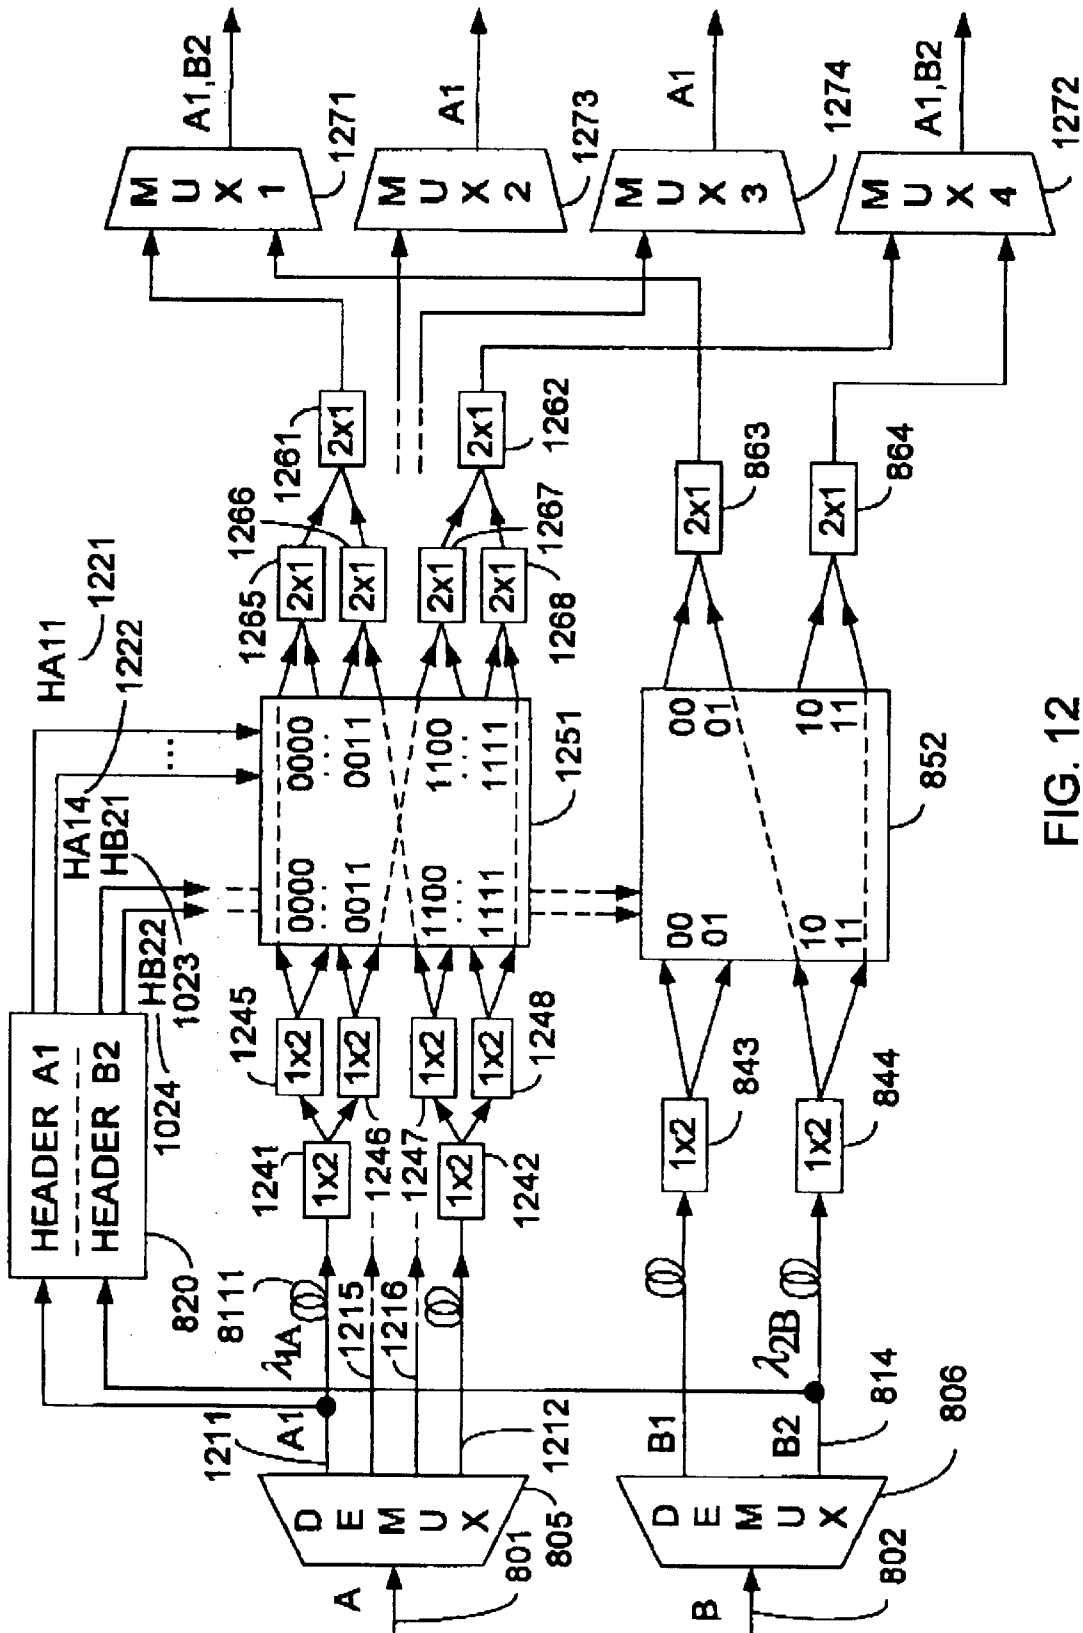 A
801
805
D E M U X
B
802
806
D E M U X
1211
A1
1215
1216
1212
B1
B2
814
λ1A
8111
λ2B
820
HEADER A1
HEADER B2
HA11
1221
HA14
1222
HB21
1023
HB22
1024
1241
1x2
1242
1x2
1245
1x2
1246
1x2
1247
1x2
1248
1x2
843
1x2
844
1x2
0000 0000
... ...
0011 0011
1100 1100
... ...
1111 1111
1251
00 00
01 01
10 10
11 11
852
...
1265
2x1
1266
2x1
1267
2x1
1268
2x1
1261
2x1
1262
2x1
863
2x1
864
2x1
M U X 1
1271
A1,B2
M U X 2
1273
A1
M U X 3
1274
A1
M U X 4
1272
A1,B2
FIG. 12